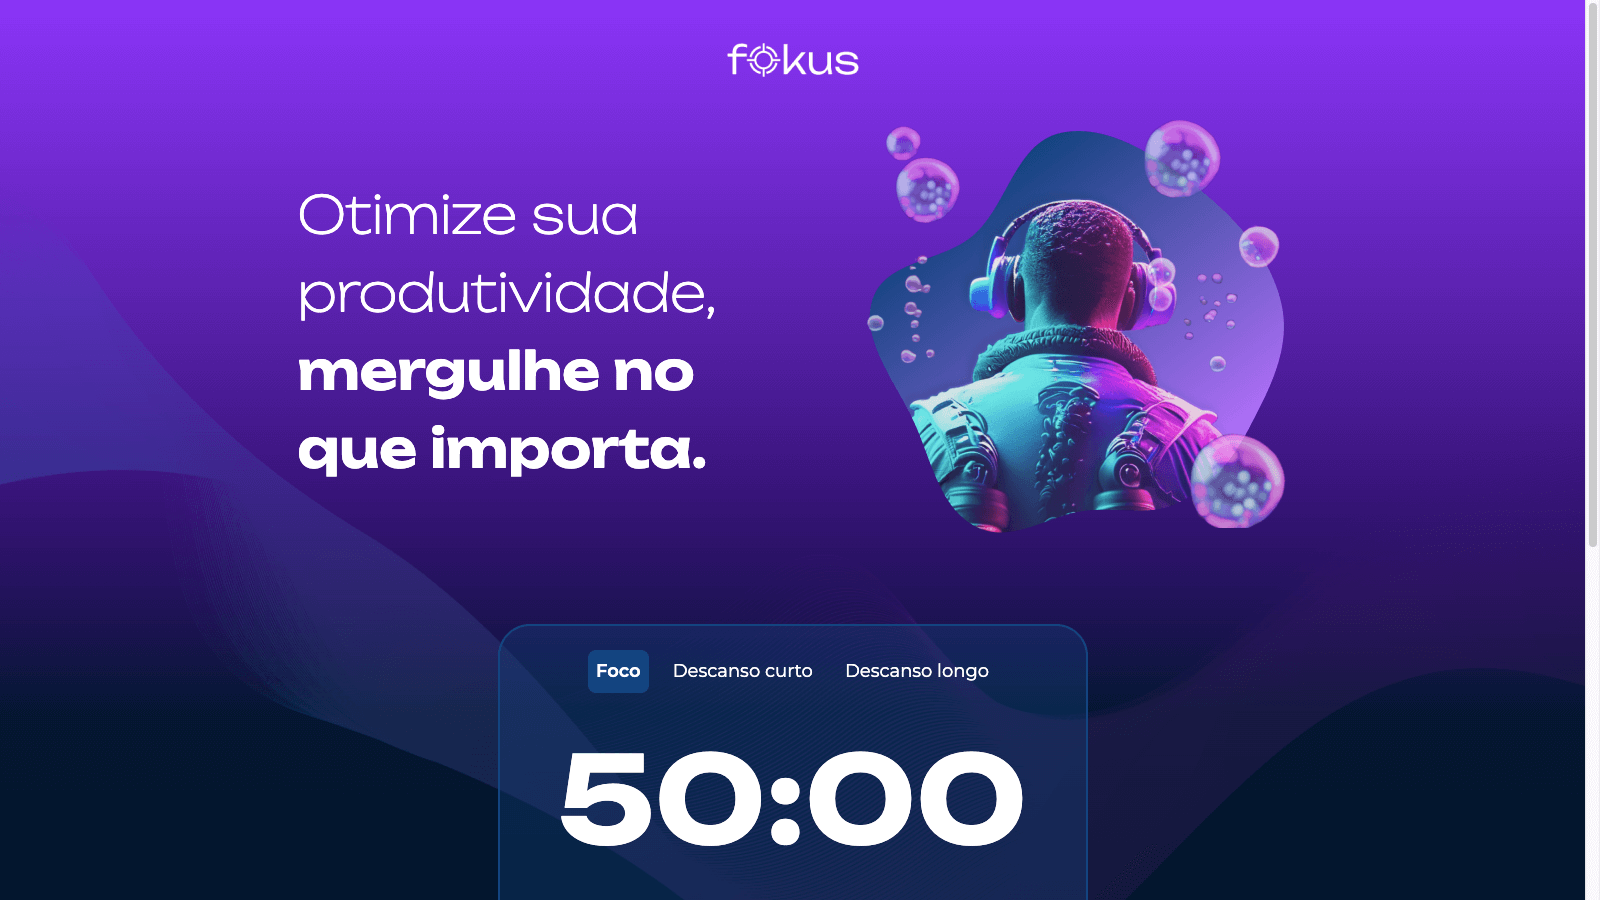 fokus
Otimize sua
produtividade,
mergulhe no
que importa.
Foco Descanso curto Descanso longo
50:00